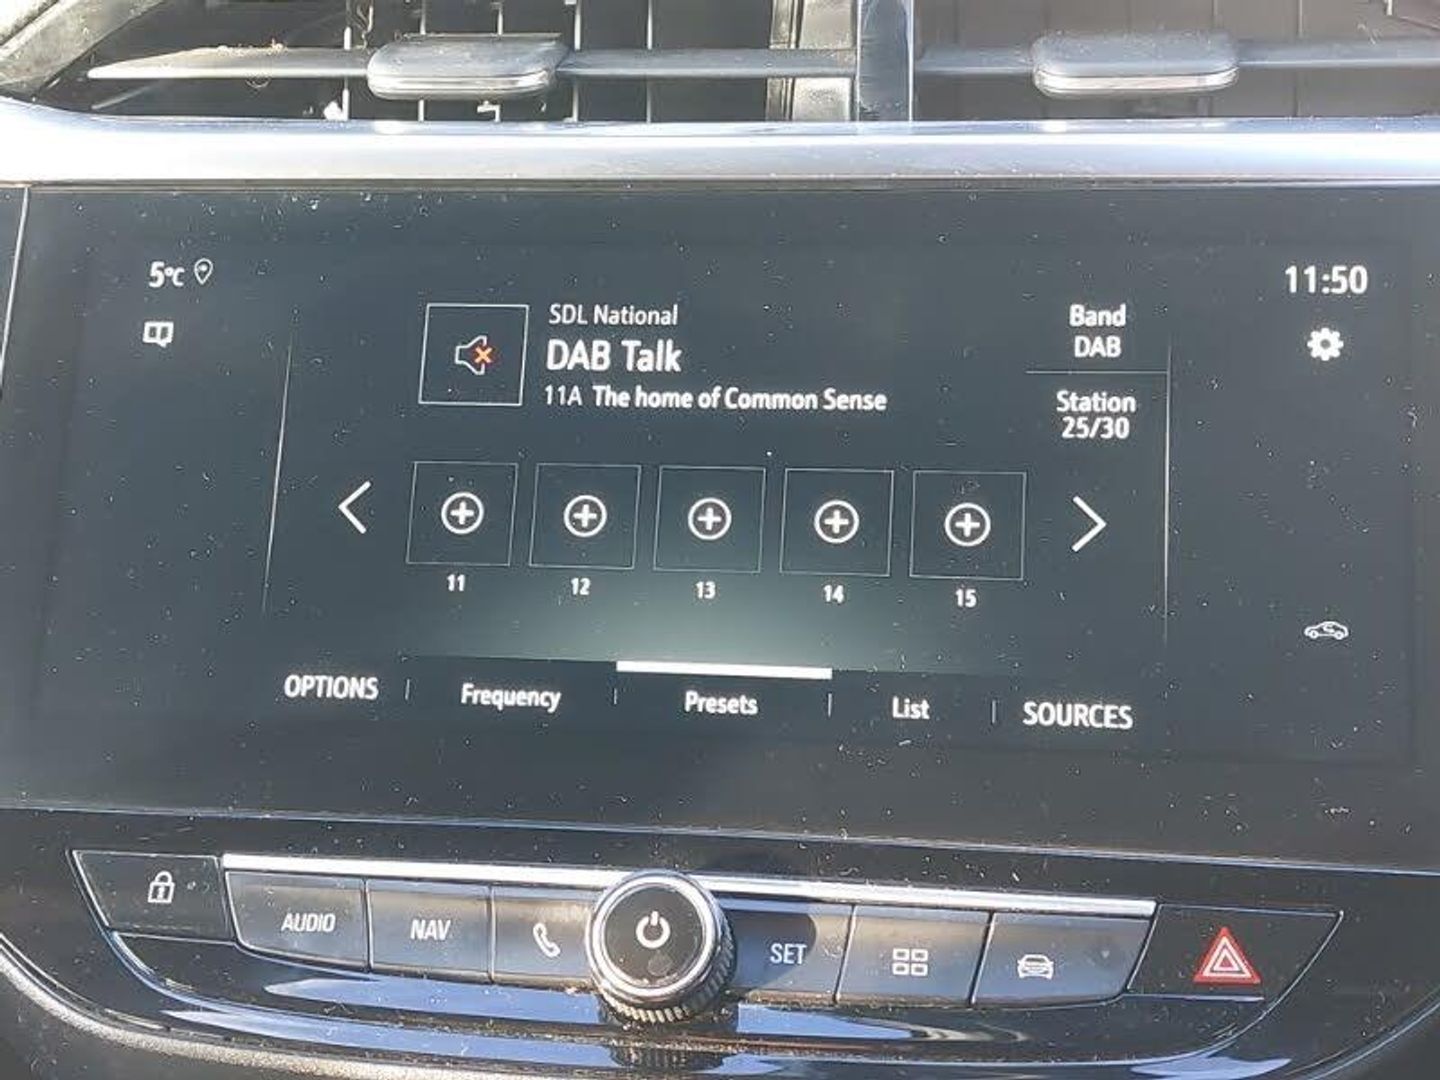 5°C
11:50
SDL National
DAB Talk
11A The home of Common Sense
Band
DAB
Station
25/30
11
12
13
14
15
OPTIONS
Frequency
Presets
List
SOURCES
AUDIO
NAV
SET